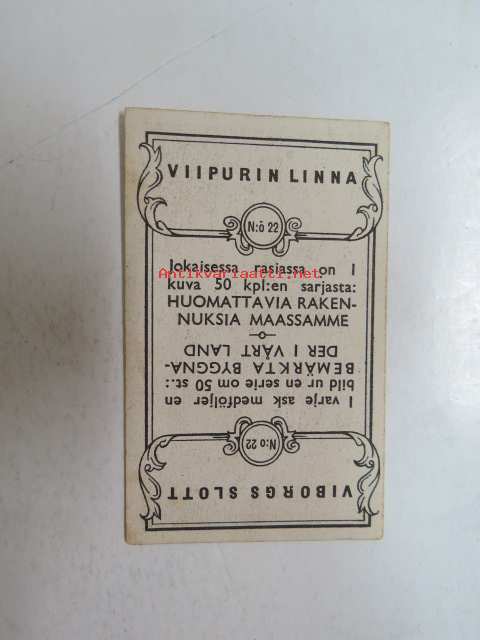 VIIPURIN LINNA
N:ö 22
Jokaisessa rasiassa on 1
Antikvariaatti.net
kuva 50 kpl:en sarjasta:
HUOMATTAVIA RAKEN-
NUKSIA MAASSAMME
I varje ask medföljer en
bild ur en serie om 50 st.:
BEMÄRKTA BYGGNA-
DER I VÅRT LAND
N:o 22
VIBORGS SLOTT